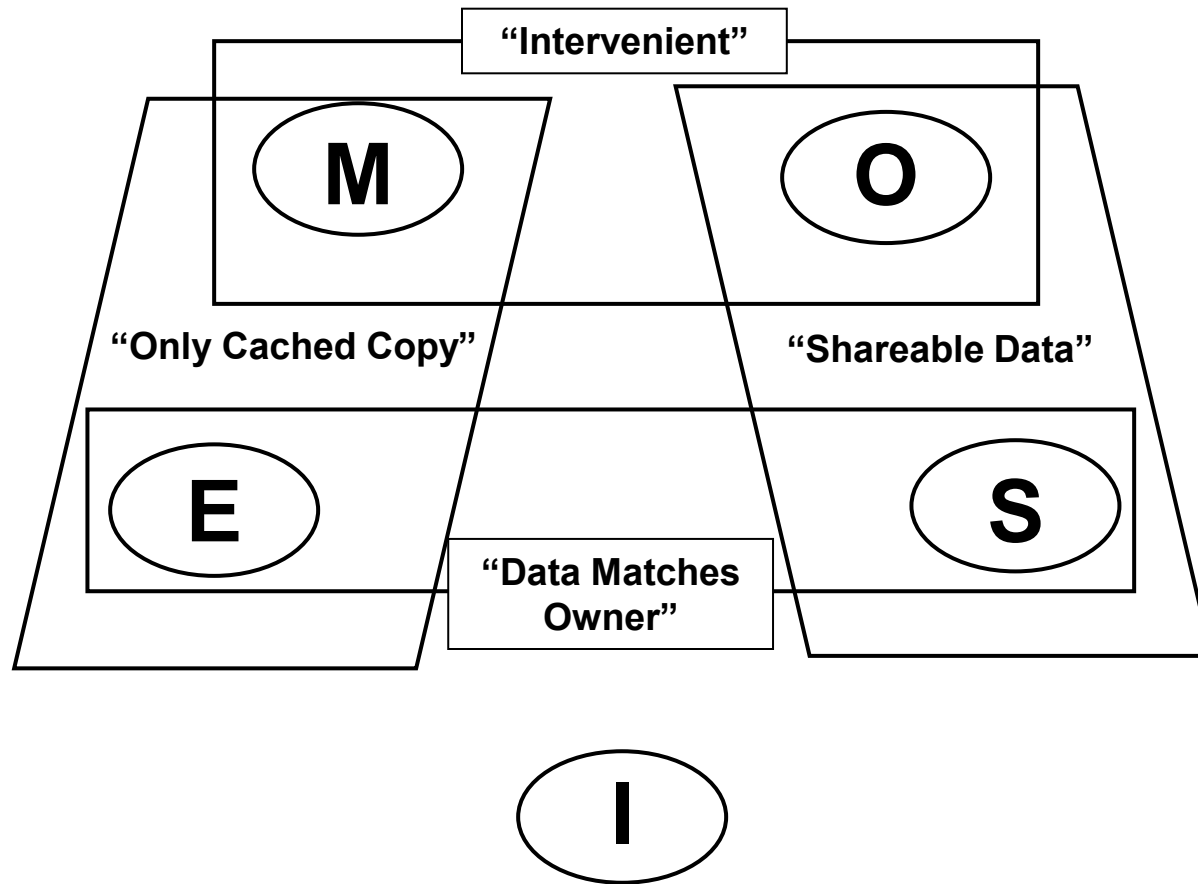 “Intervenient”
M
O
“Only Cached Copy”
“Shareable Data”
E
S
“Data Matches
Owner”
I